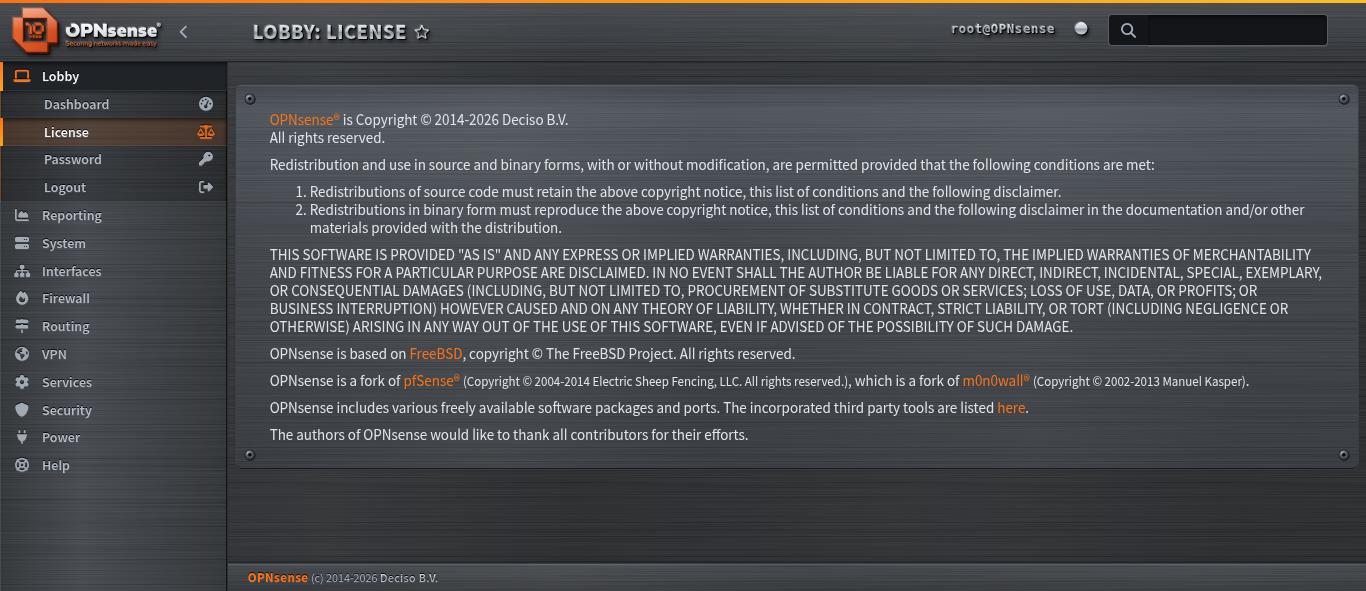 OPNsense®
Securing networks made easy
LOBBY: LICENSE
root@OPNsense
Lobby
Dashboard
License
Password
Logout
Reporting
System
Interfaces
Firewall
Routing
VPN
Services
Security
Power
Help
OPNsense® is Copyright © 2014-2026 Deciso B.V.
All rights reserved.
Redistribution and use in source and binary forms, with or without modification, are permitted provided that the following conditions are met:
1. Redistributions of source code must retain the above copyright notice, this list of conditions and the following disclaimer.
2. Redistributions in binary form must reproduce the above copyright notice, this list of conditions and the following disclaimer in the documentation and/or other
materials provided with the distribution.
THIS SOFTWARE IS PROVIDED "AS IS" AND ANY EXPRESS OR IMPLIED WARRANTIES, INCLUDING, BUT NOT LIMITED TO, THE IMPLIED WARRANTIES OF MERCHANTABILITY
AND FITNESS FOR A PARTICULAR PURPOSE ARE DISCLAIMED. IN NO EVENT SHALL THE AUTHOR BE LIABLE FOR ANY DIRECT, INDIRECT, INCIDENTAL, SPECIAL, EXEMPLARY,
OR CONSEQUENTIAL DAMAGES (INCLUDING, BUT NOT LIMITED TO, PROCUREMENT OF SUBSTITUTE GOODS OR SERVICES; LOSS OF USE, DATA, OR PROFITS; OR
BUSINESS INTERRUPTION) HOWEVER CAUSED AND ON ANY THEORY OF LIABILITY, WHETHER IN CONTRACT, STRICT LIABILITY, OR TORT (INCLUDING NEGLIGENCE OR
OTHERWISE) ARISING IN ANY WAY OUT OF THE USE OF THIS SOFTWARE, EVEN IF ADVISED OF THE POSSIBILITY OF SUCH DAMAGE.
OPNsense is based on FreeBSD, copyright © The FreeBSD Project. All rights reserved.
OPNsense is a fork of pfSense® (Copyright © 2004-2014 Electric Sheep Fencing, LLC. All rights reserved.), which is a fork of m0n0wall® (Copyright © 2002-2013 Manuel Kasper).
OPNsense includes various freely available software packages and ports. The incorporated third party tools are listed here.
The authors of OPNsense would like to thank all contributors for their efforts.
OPNsense (c) 2014-2026 Deciso B.V.